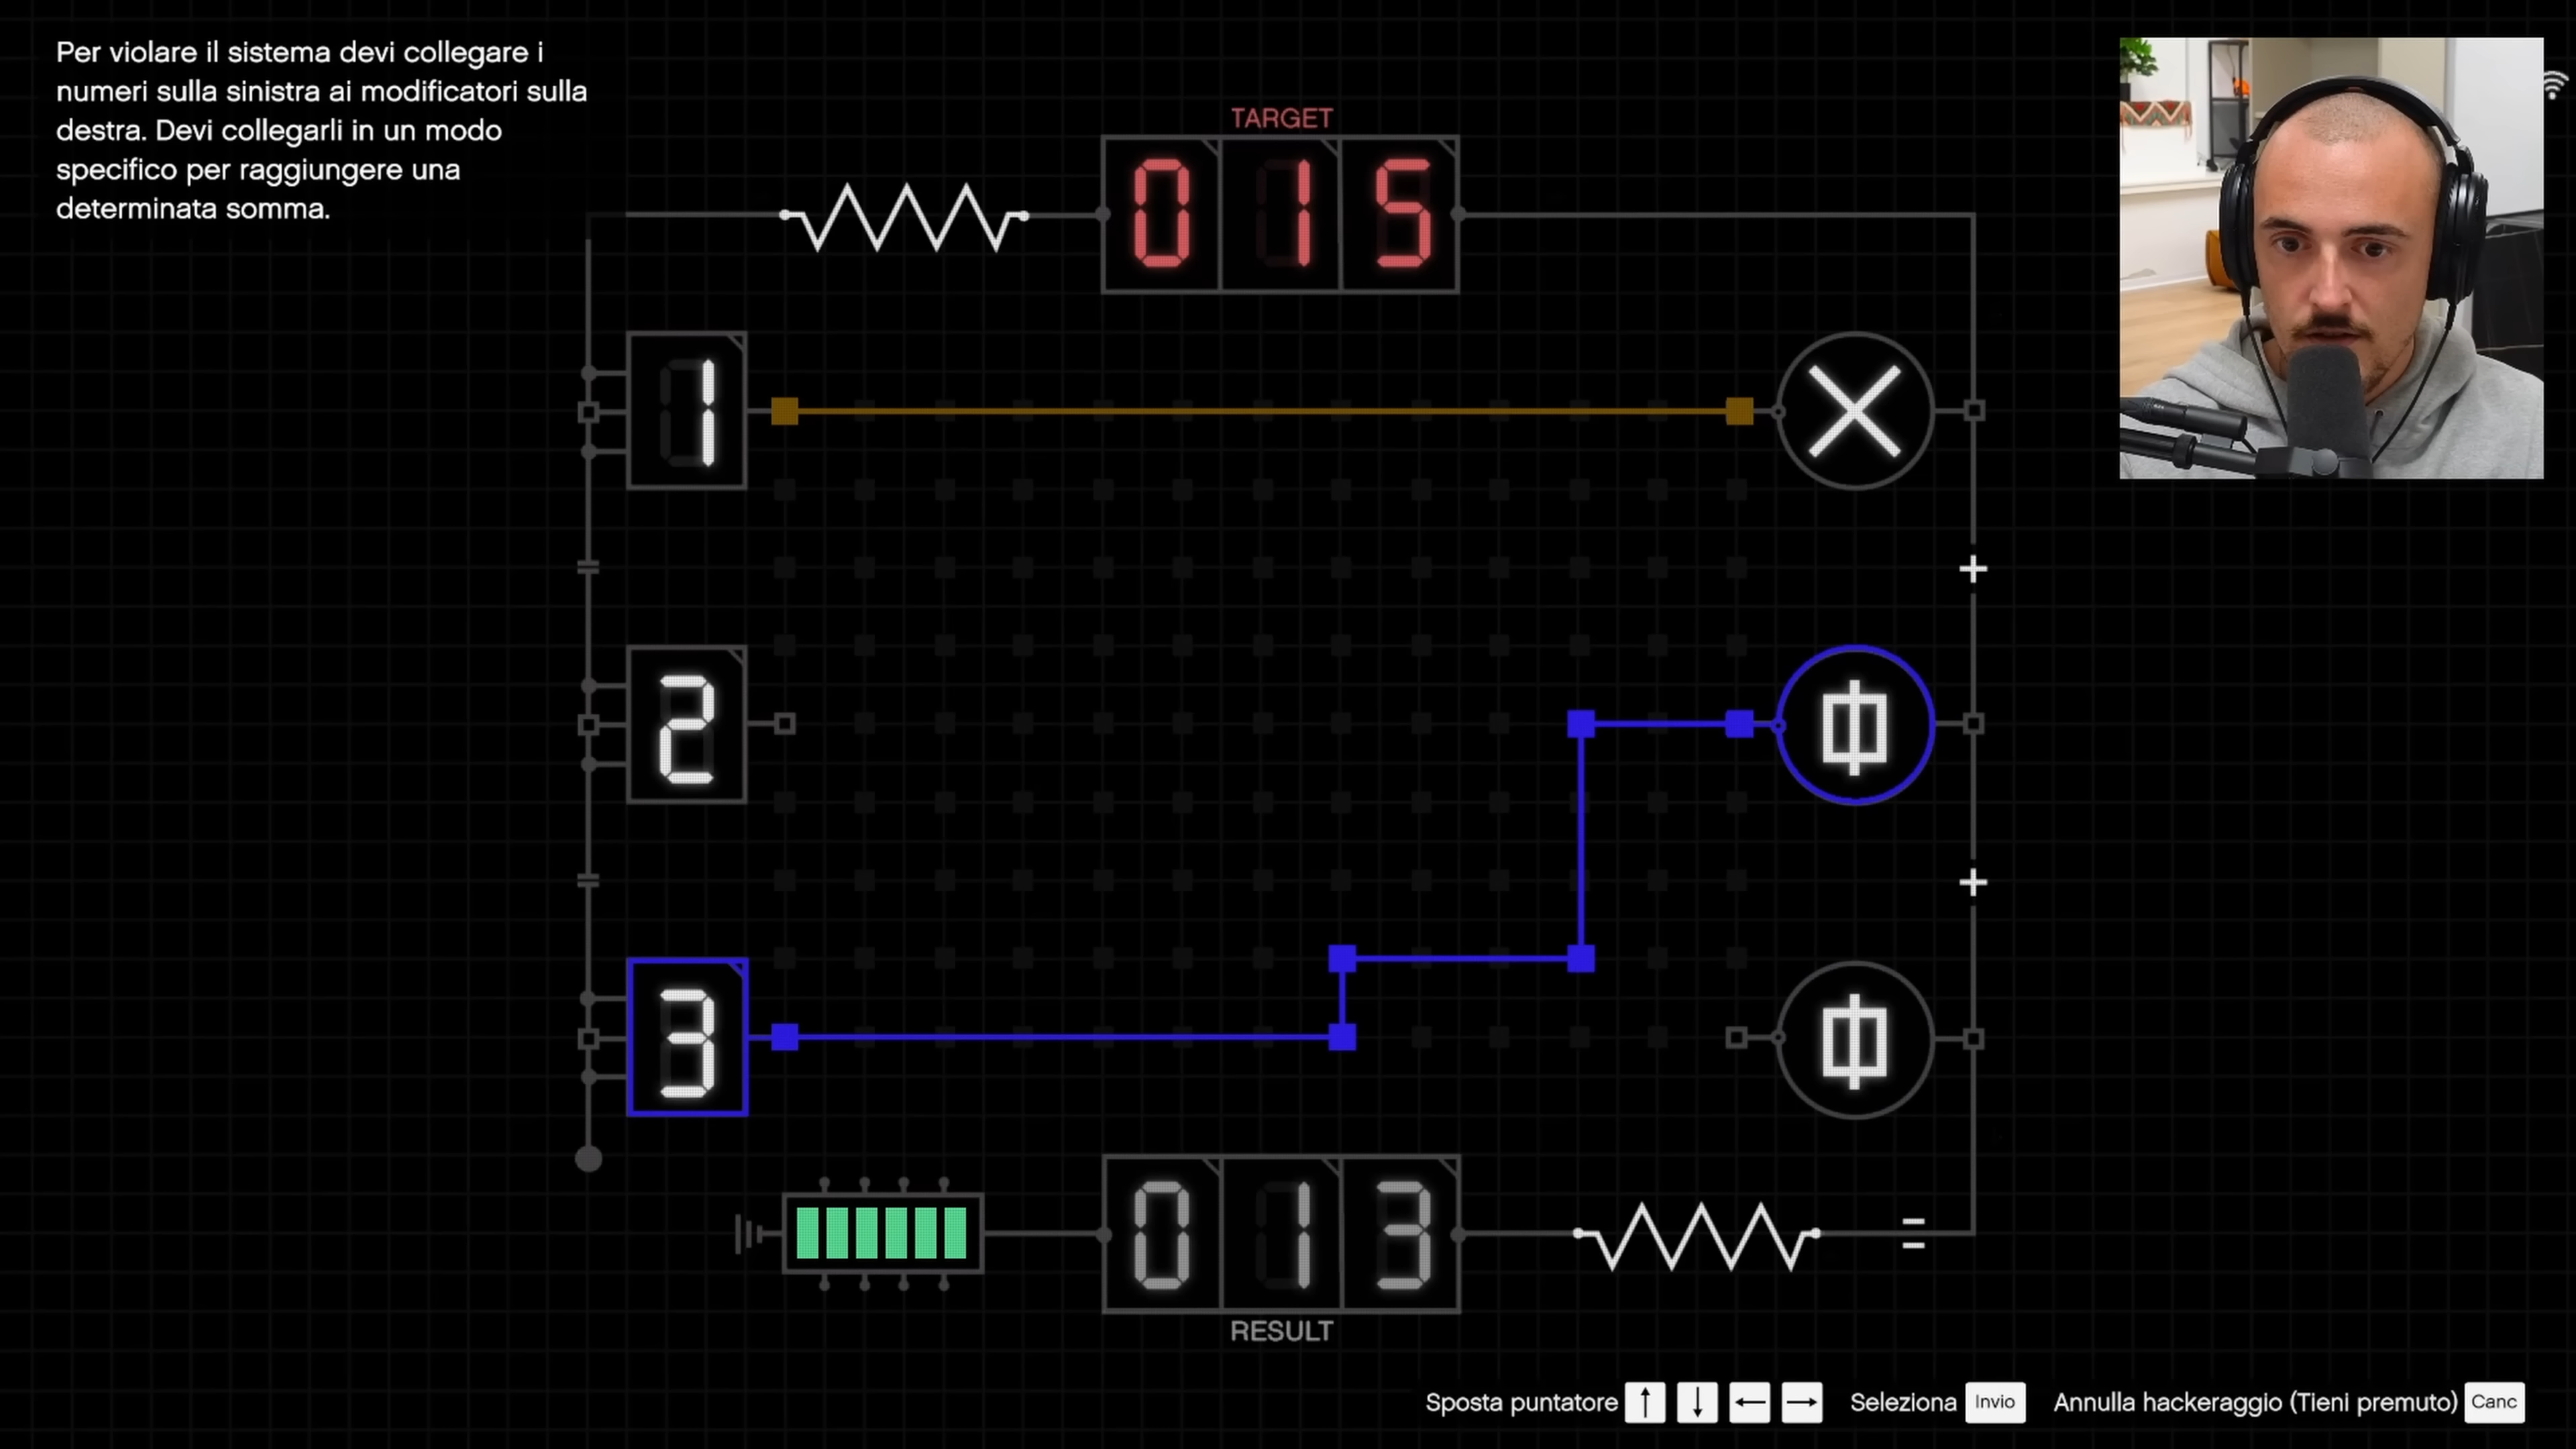 Per violare il sistema devi collegare i
numeri sulla sinistra ai modificatori sulla
destra. Devi collegarli in un modo
specifico per raggiungere una
determinata somma.
TARGET
015
1
2
3
+
+
=
013
RESULT
Sposta puntatore ↑ ↓ ← → Seleziona Invio Annulla hackeraggio (Tieni premuto) Canc